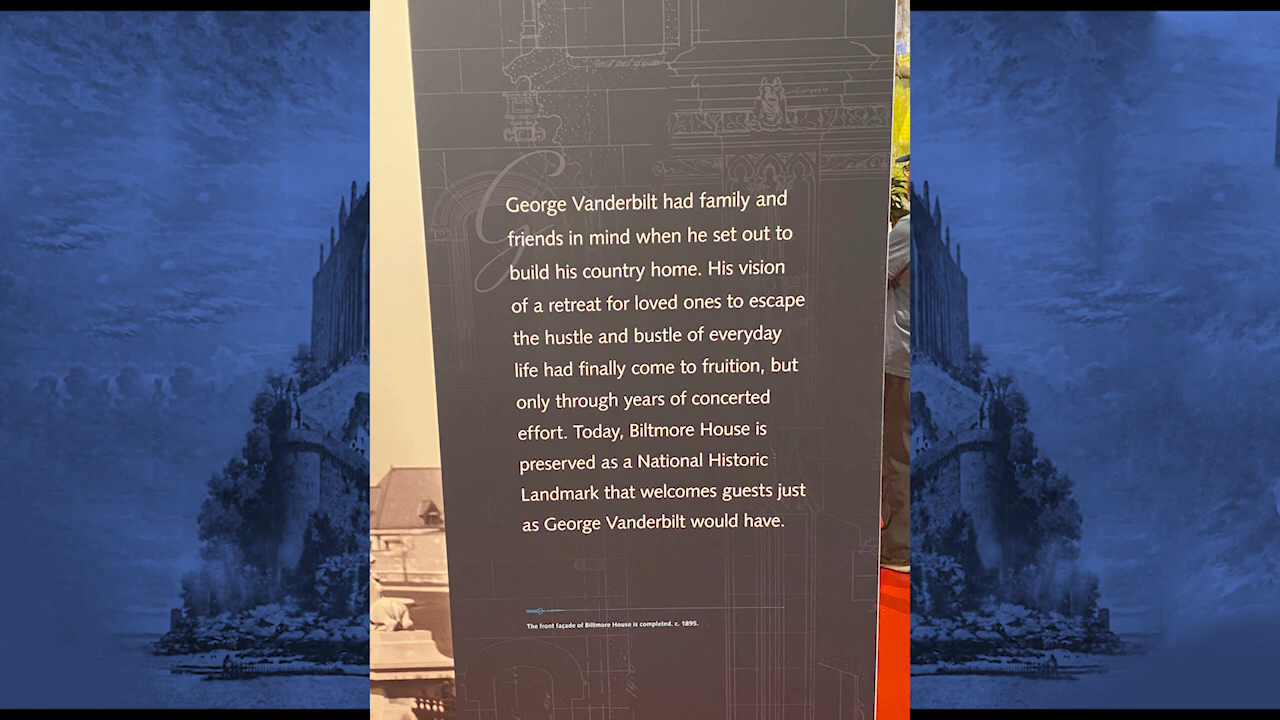 George Vanderbilt had family and
friends in mind when he set out to
build his country home. His vision
of a retreat for loved ones to escape
the hustle and bustle of everyday
life had finally come to fruition, but
only through years of concerted
effort. Today, Biltmore House is
preserved as a National Historic
Landmark that welcomes guests just
as George Vanderbilt would have.
The front façade of Biltmore House is completed. c. 1895.